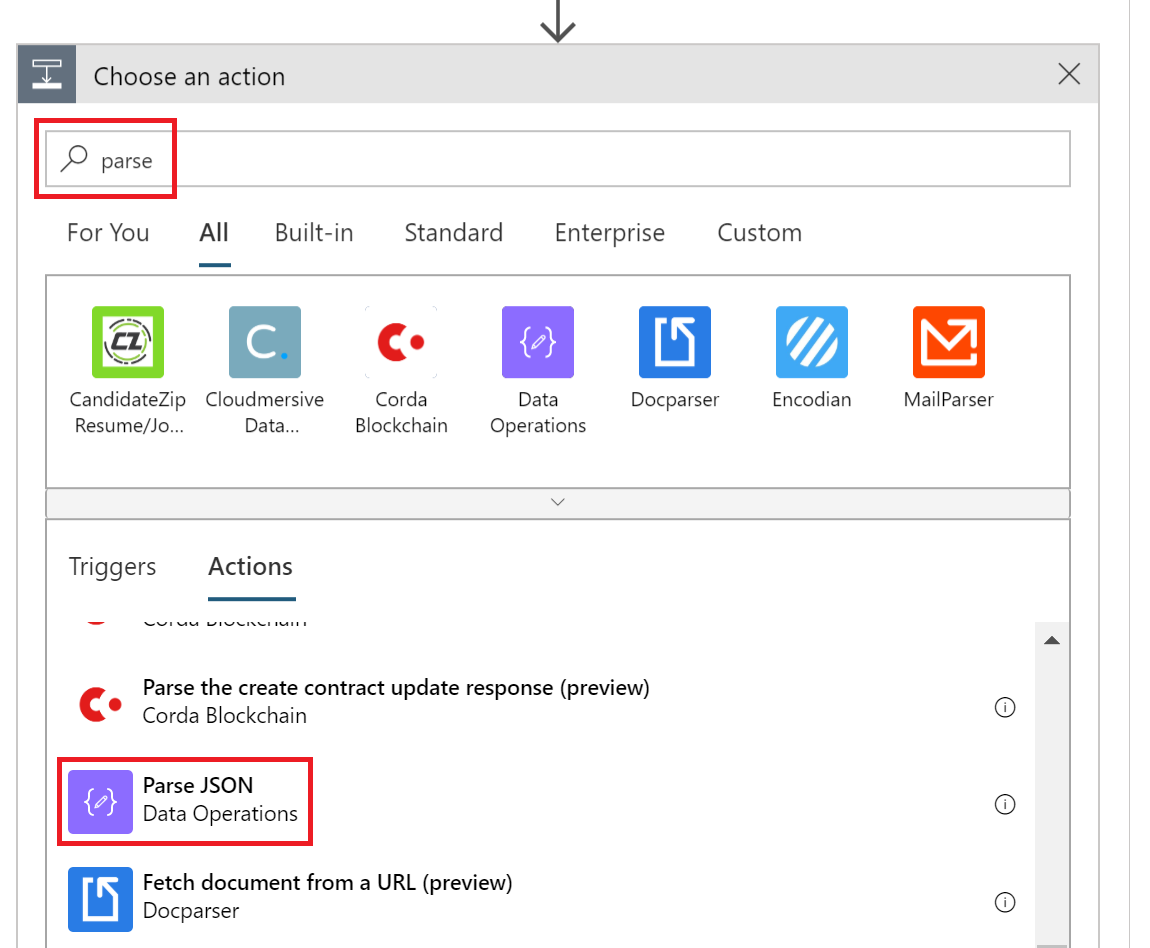 Choose an action
parse
For You All Built-in Standard Enterprise Custom
CandidateZip Resume/Jo...
Cloudmersive Data...
Corda Blockchain
Data Operations
Docparser
Encodian
MailParser
Triggers Actions
Corda Blockchain
Parse the create contract update response (preview)
Corda Blockchain
Parse JSON
Data Operations
Fetch document from a URL (preview)
Docparser